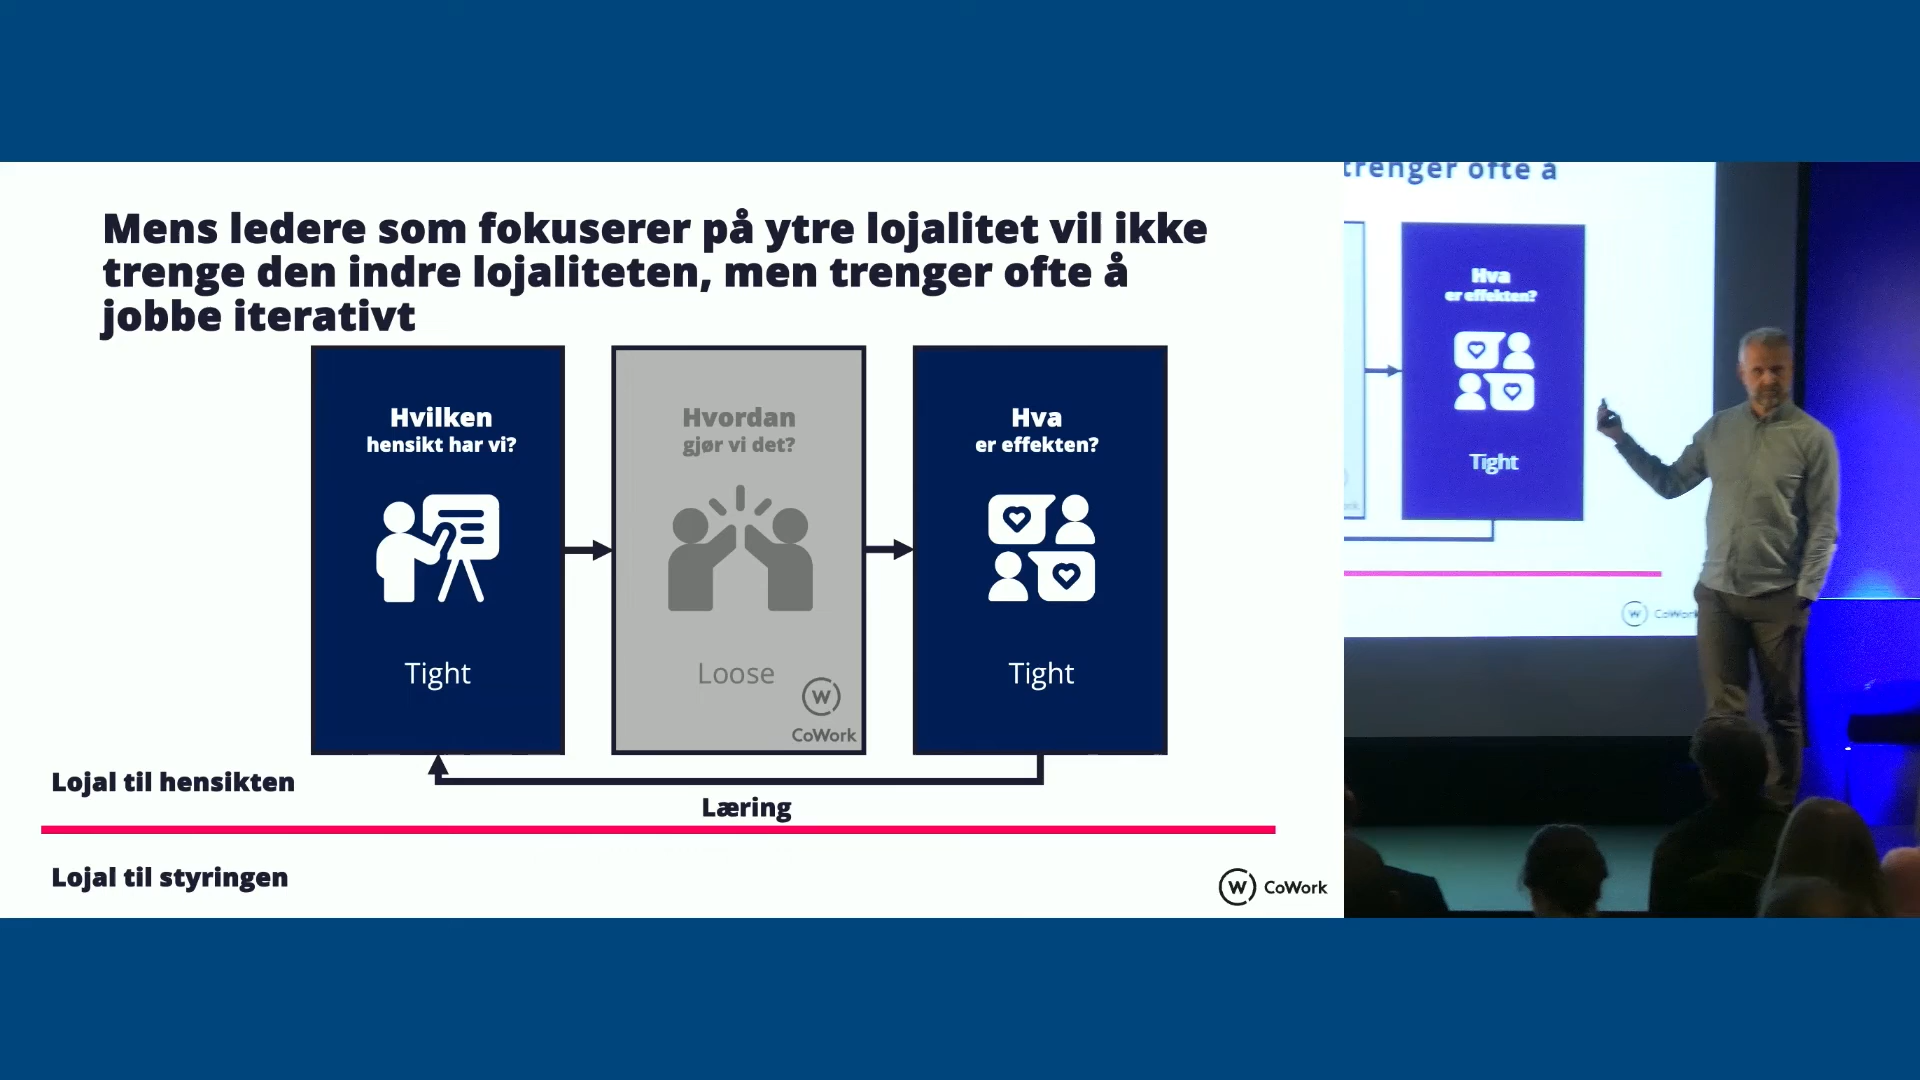 Mens ledere som fokuserer på ytre lojalitet vil ikke
trenge den indre lojaliteten, men trenger ofte å
jobbe iterativt
Hvilken
hensikt har vi?
Tight
Hvordan
gjør vi det?
Loose
W
CoWork
Hva
er effekten?
Tight
Lojal til hensikten
Læring
Lojal til styringen
W CoWork
trenger ofte å
Hva
er effekten?
Tight
W CoWork